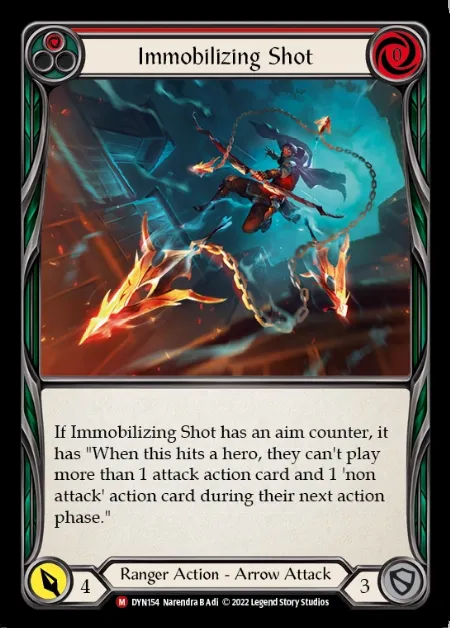 Immobilizing Shot
0
If Immobilizing Shot has an aim counter, it
has "When this hits a hero, they can't play
more than 1 attack action card and 1 'non
attack' action card during their next action
phase."
4
Ranger Action - Arrow Attack
3
M DYN154 Narendra B Adi © 2022 Legend Story Studios